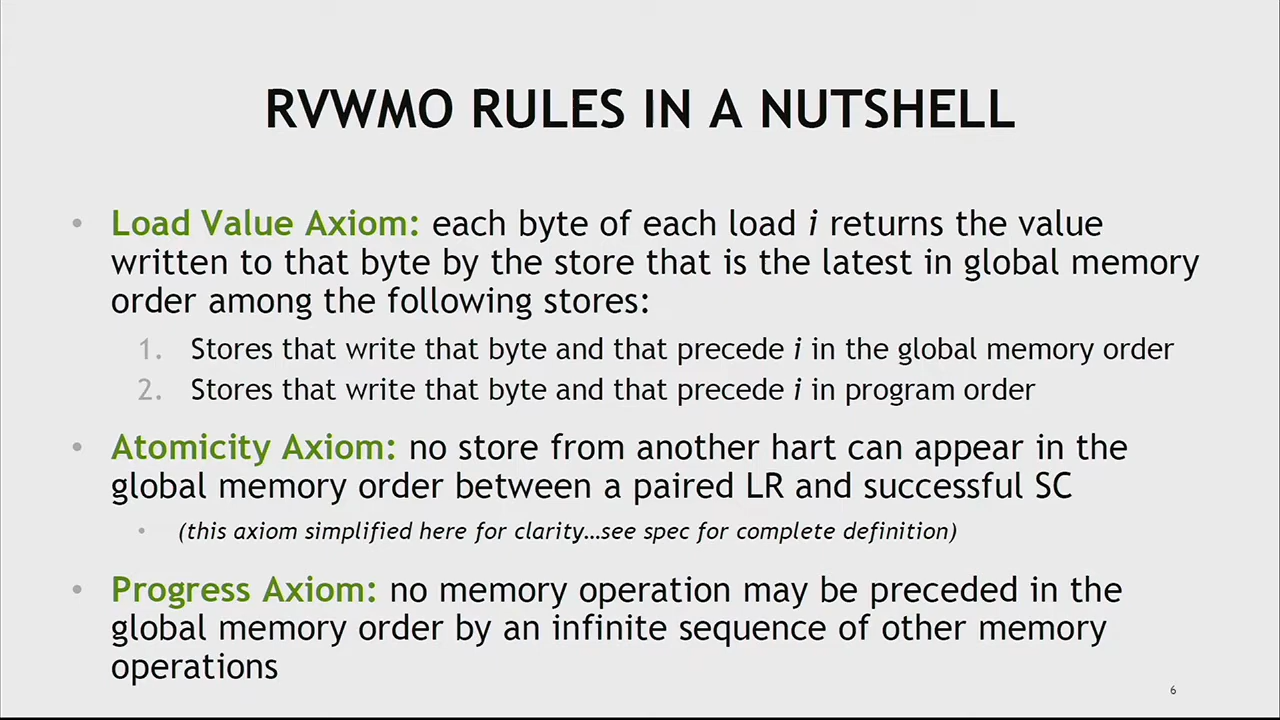 RVWMO RULES IN A NUTSHELL
• Load Value Axiom: each byte of each load i returns the value
written to that byte by the store that is the latest in global memory
order among the following stores:
1. Stores that write that byte and that precede i in the global memory order
2. Stores that write that byte and that precede i in program order
• Atomicity Axiom: no store from another hart can appear in the
global memory order between a paired LR and successful SC
• (this axiom simplified here for clarity…see spec for complete definition)
• Progress Axiom: no memory operation may be preceded in the
global memory order by an infinite sequence of other memory
operations
6